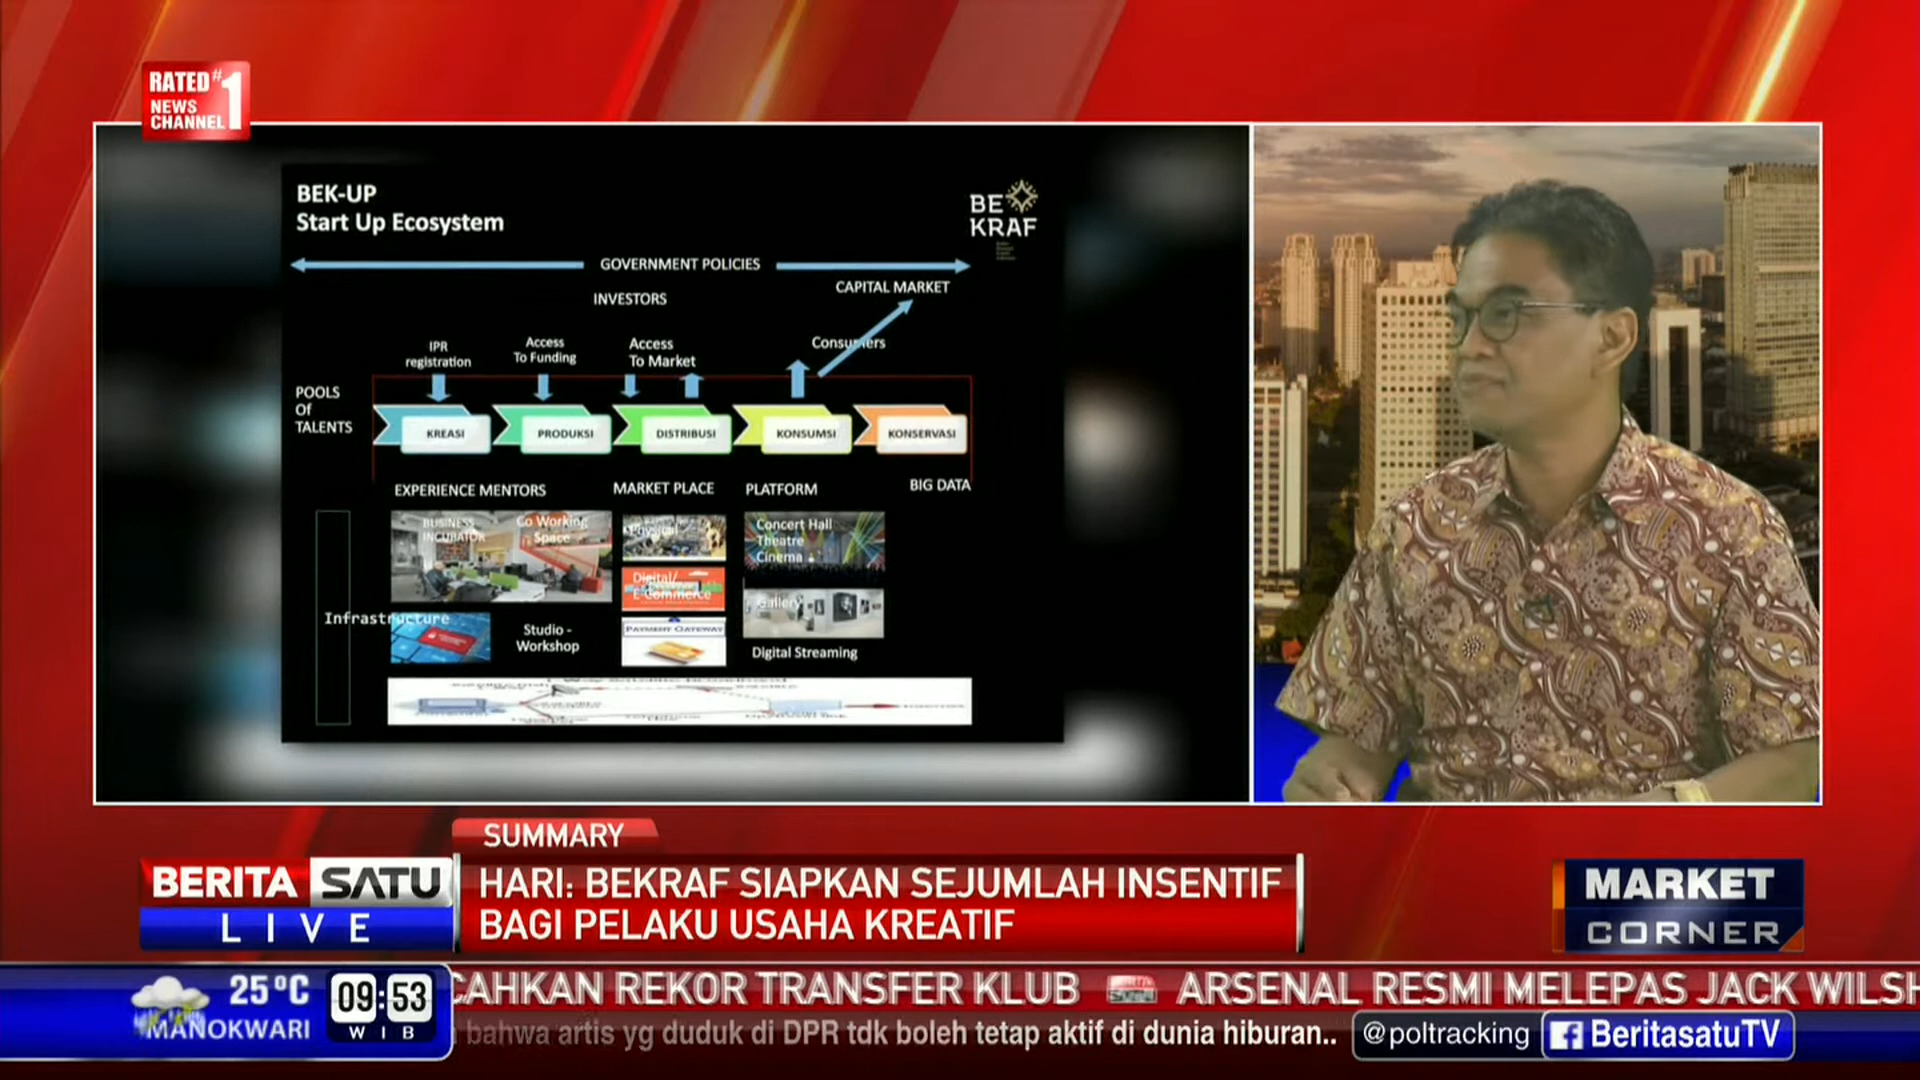 RATED #1
NEWS
CHANNEL
BEK-UP
Start Up Ecosystem
BE
KRAF
GOVERNMENT POLICIES
CAPITAL MARKET
INVESTORS
IPR
registration
Access
To Funding
Access
To Market
Consumers
POOLS
Of
TALENTS
KREASI
PRODUKSI
DISTRIBUSI
KONSUMSI
KONSERVASI
EXPERIENCE MENTORS
MARKET PLACE
PLATFORM
BIG DATA
BUSINESS
INCUBATOR
Co Working
Space
Physical
Concert Hall
Theatre
Cinema
Digital/
E-Commerce
Gallery
Infrastructure
Studio -
Workshop
PAYMENT GATEWAY
Digital Streaming
SUMMARY
BERITA SATU
LIVE
HARI: BEKRAF SIAPKAN SEJUMLAH INSENTIF
BAGI PELAKU USAHA KREATIF
MARKET
CORNER
25°C
MANOKWARI
09:53
WIB
CAHKAN REKOR TRANSFER KLUB
ARSENAL RESMI MELEPAS JACK WILSH
bahwa artis yg duduk di DPR tdk boleh tetap aktif di dunia hiburan..
@poltracking
BeritasatuTV